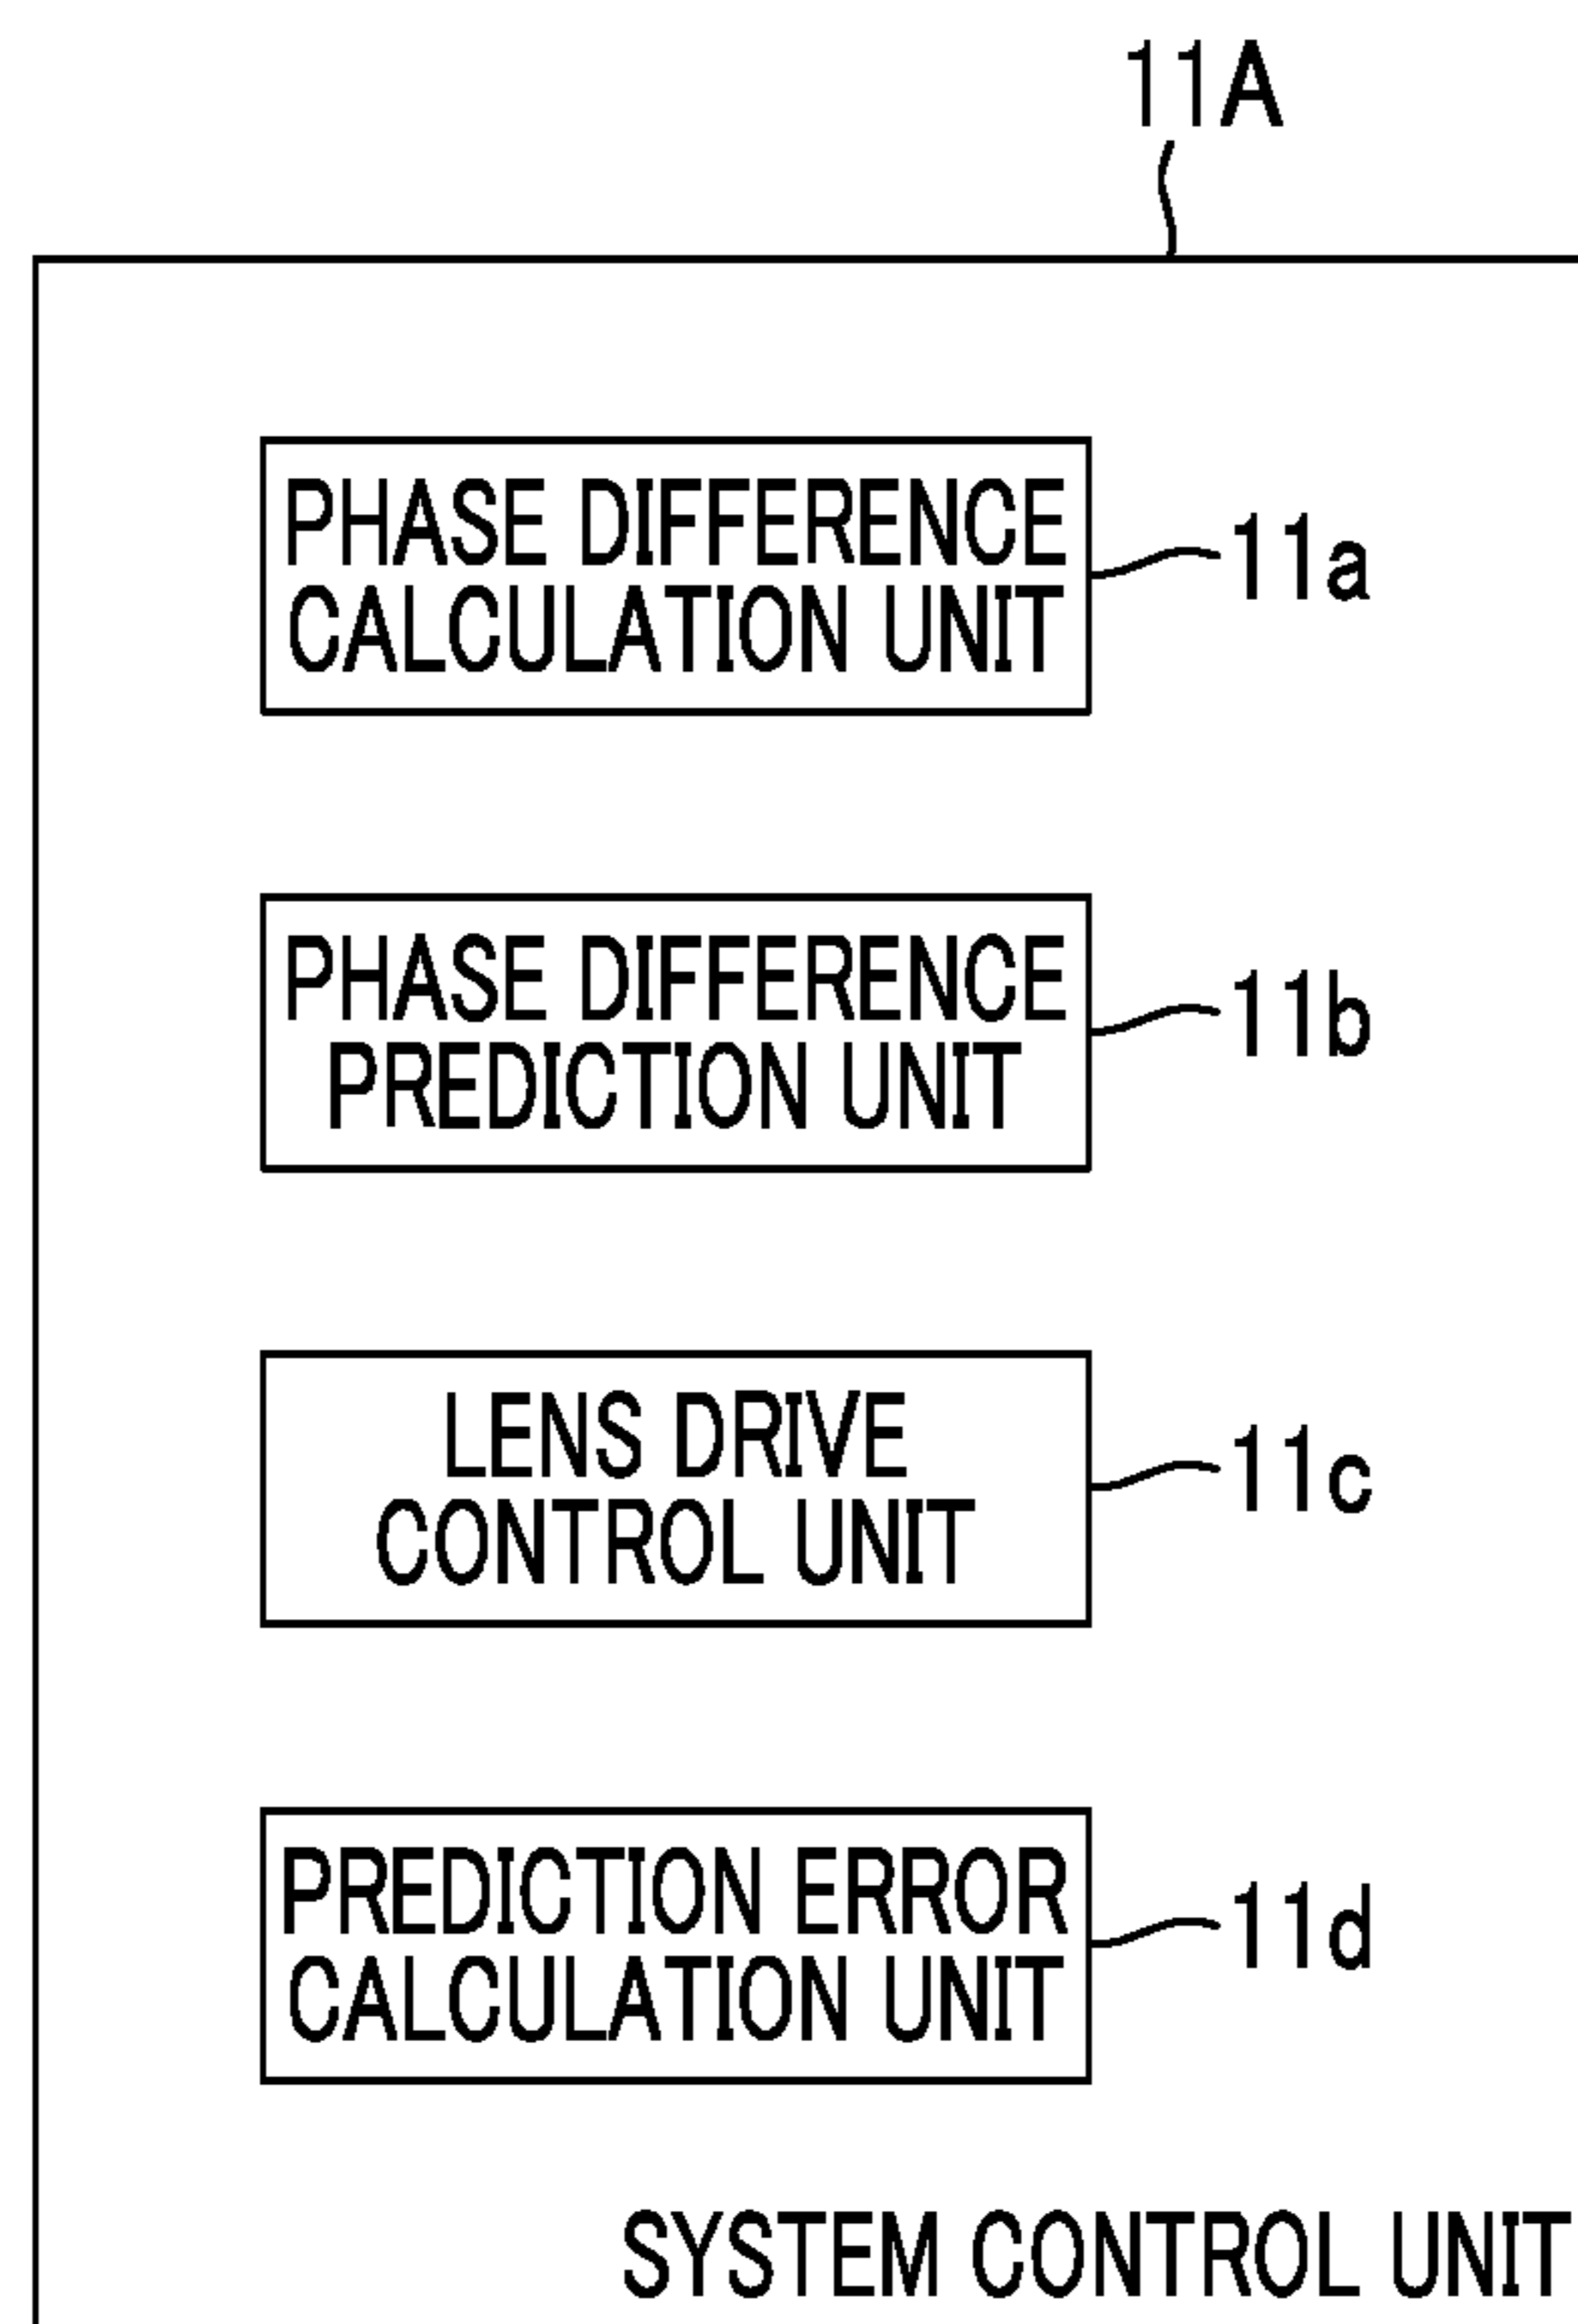 11A
PHASE DIFFERENCE
CALCULATION UNIT
11a
PHASE DIFFERENCE
PREDICTION UNIT
11b
LENS DRIVE
CONTROL UNIT
11c
PREDICTION ERROR
CALCULATION UNIT
11d
SYSTEM CONTROL UNIT